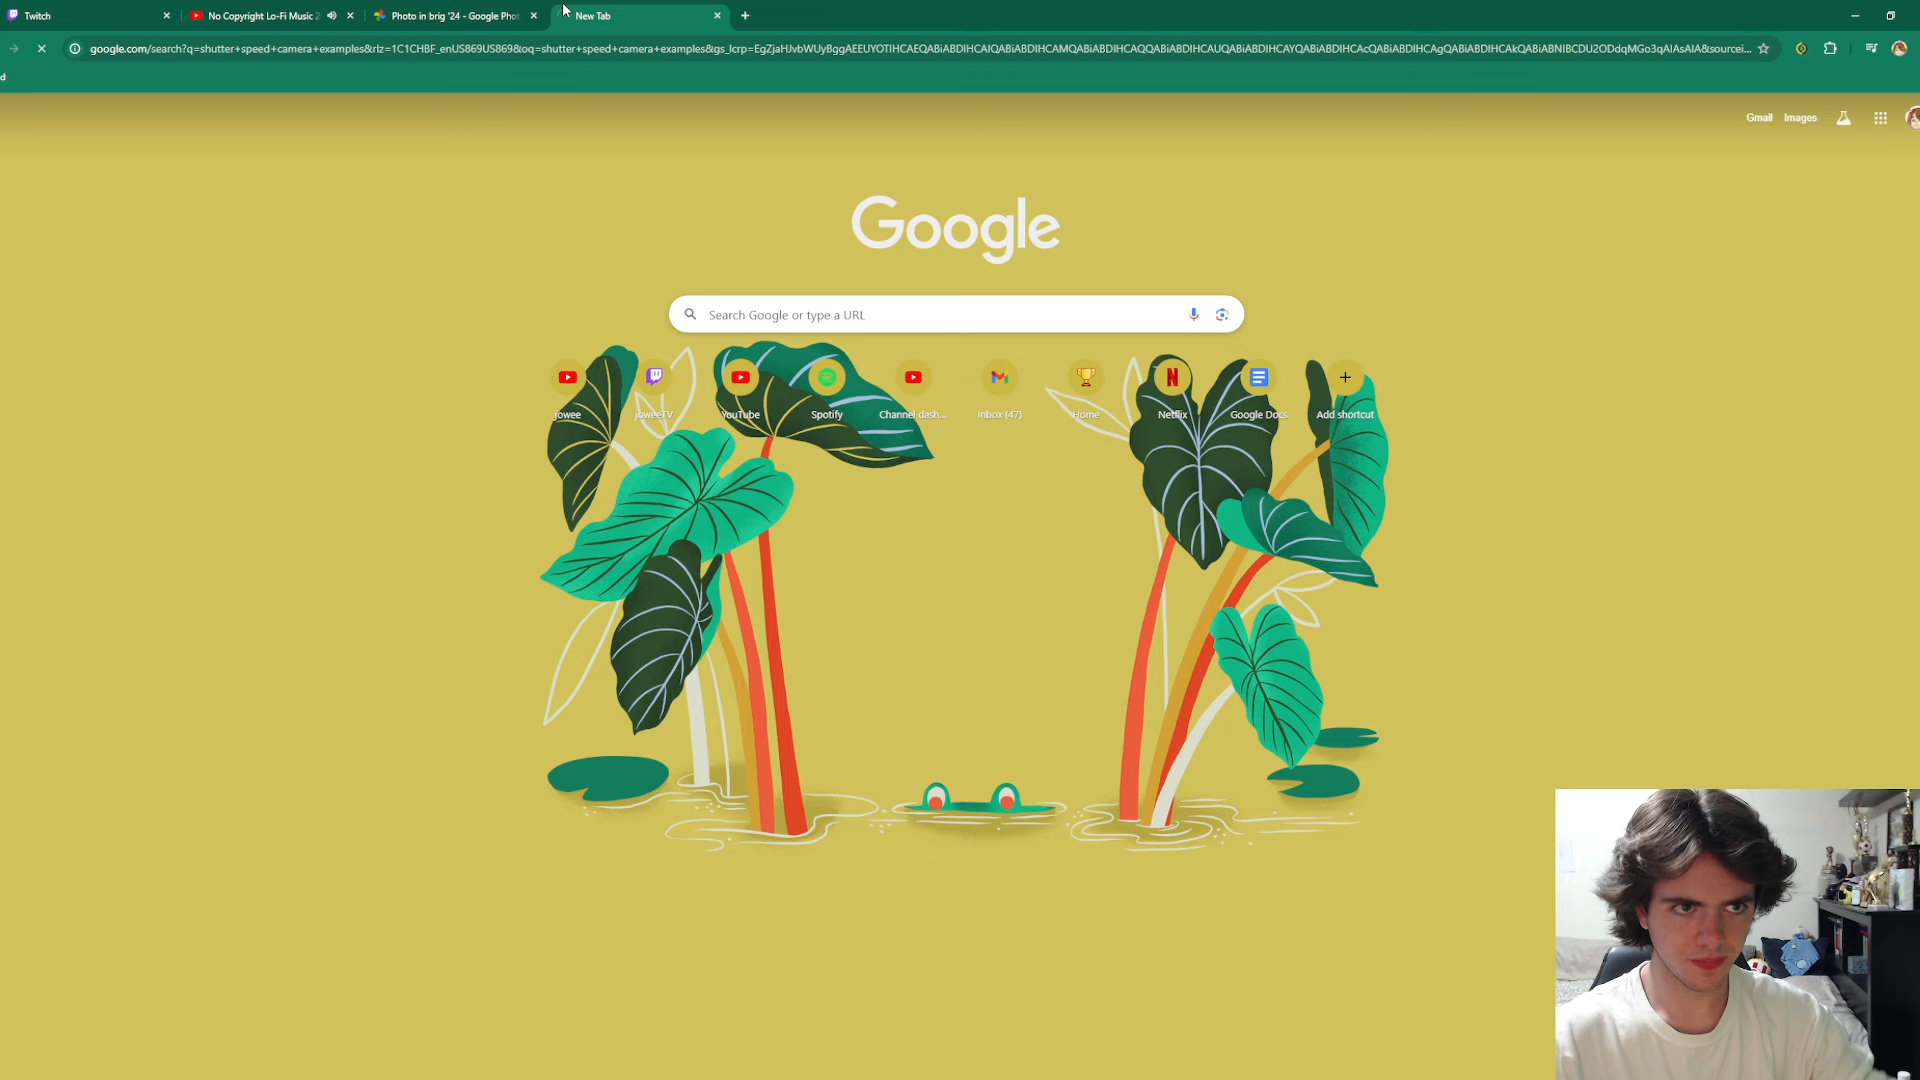 Twitch
No Copyright Lo-Fi Music 2
Photo in brig '24 - Google Phot
New Tab
google.com/search?q=shutter+speed+camera+examples&rlz=1C1CHBF_enUS869US869&oq=shutter+speed+camera+examples&gs_lcrp=
d
Gmail Images
Google
Search Google or type a URL
jowee
joweeTV
YouTube
Spotify
Channel dash...
Inbox (47)
Home
Netflix
Google Docs
Add shortcut